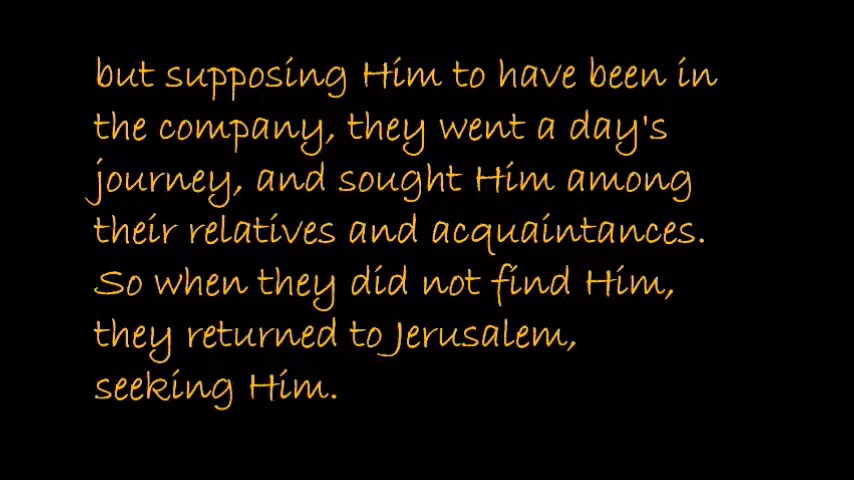 but supposing Him to have been in
the company, they went a day's
journey, and sought Him among
their relatives and acquaintances.
So when they did not find Him,
they returned to Jerusalem,
seeking Him.